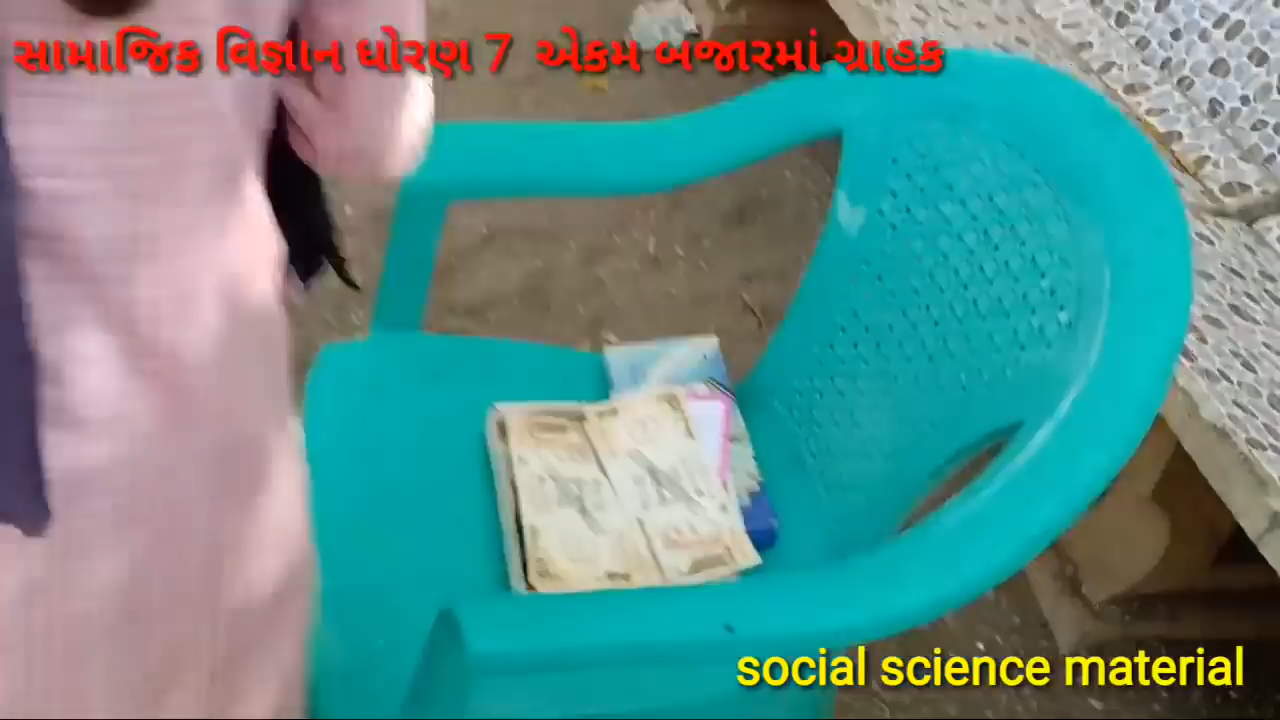 સામાજિક વિજ્ઞાન ધોરણ 7 એકમ બજારમાં ગ્રાહક
social science material